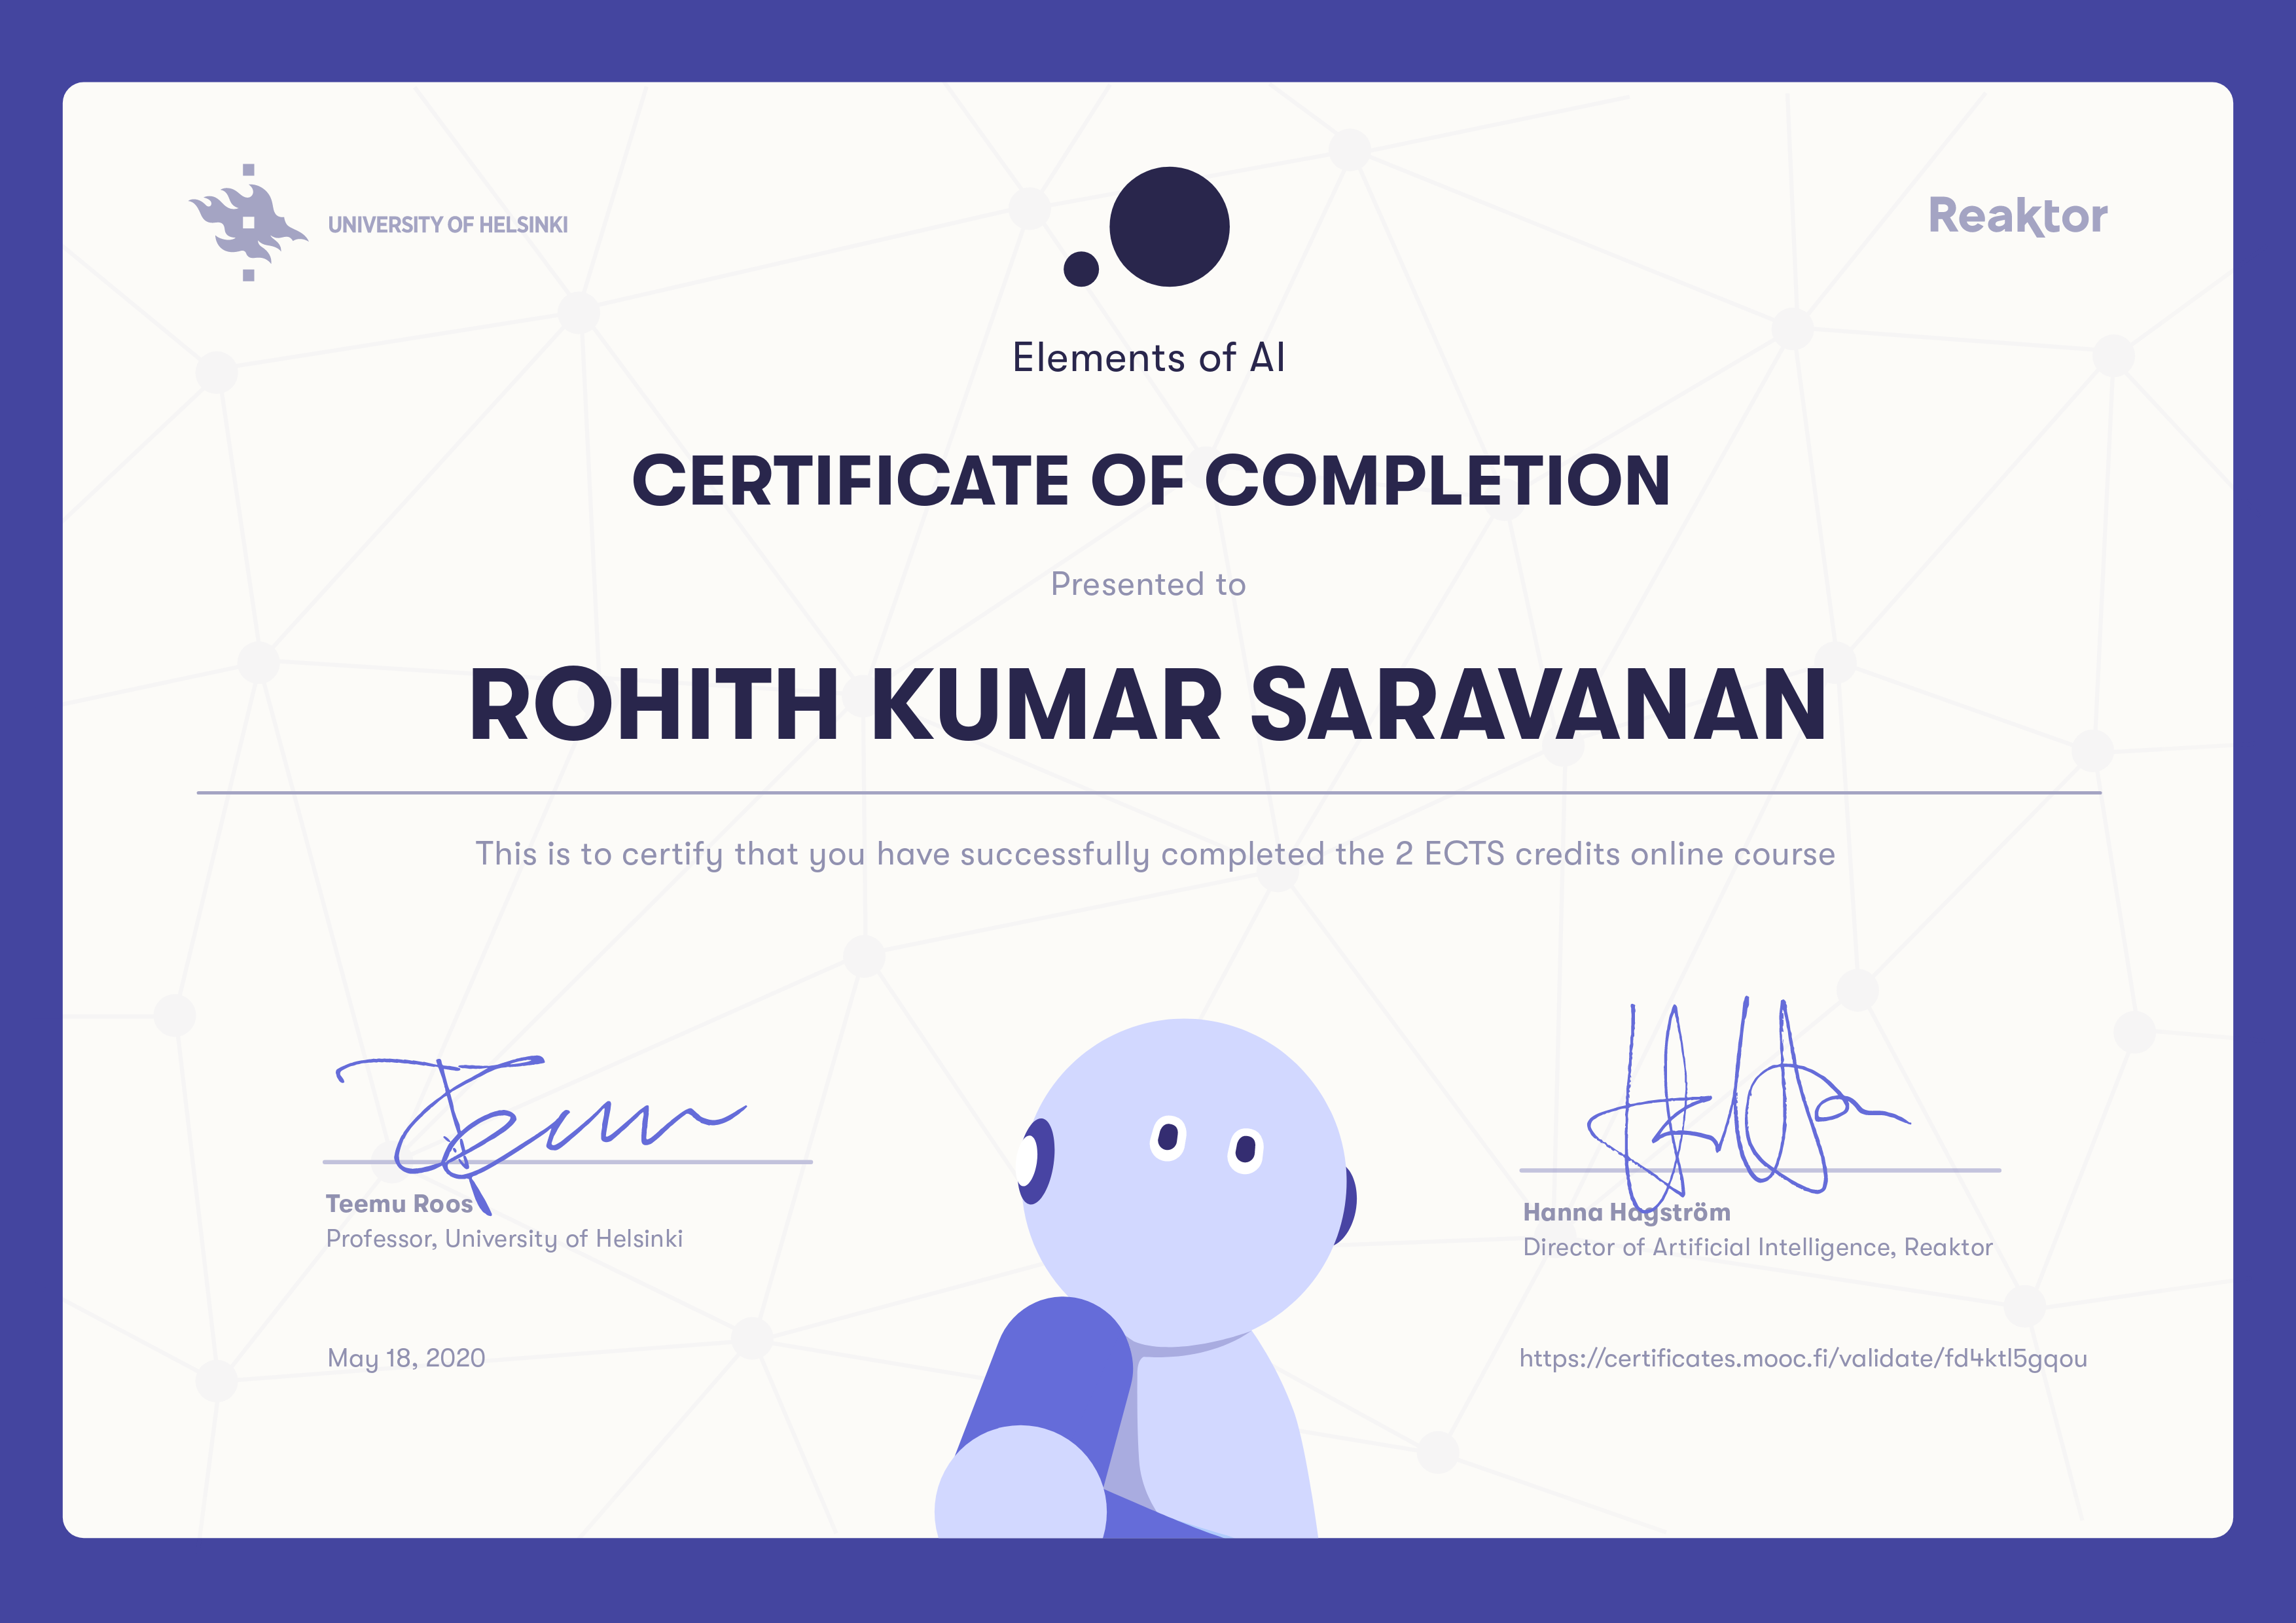 UNIVERSITY OF HELSINKI
Reaktor
Elements of AI
CERTIFICATE OF COMPLETION
Presented to
ROHITH KUMAR SARAVANAN
This is to certify that you have successfully completed the 2 ECTS credits online course
Teemu Roos
Professor, University of Helsinki
Hanna Hagström
Director of Artificial Intelligence, Reaktor
May 18, 2020
https://certificates.mooc.fi/validate/fd4ktl5gqou